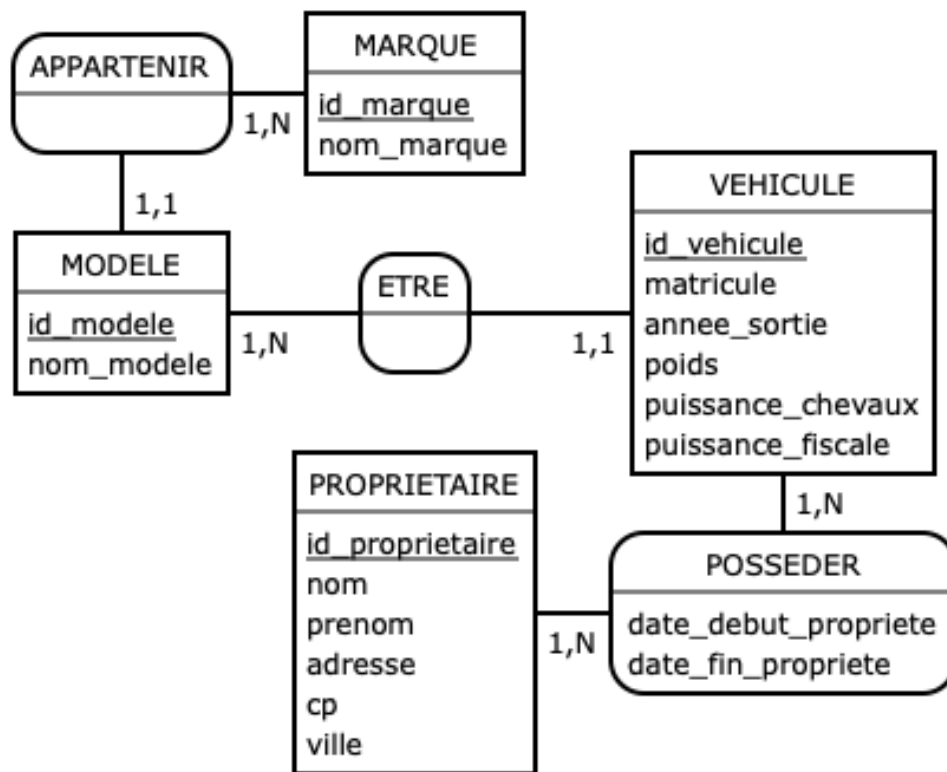 APPARTENIR
1,N
MARQUE
id_marque
nom_marque
1,1
MODELE
id_modele
nom_modele
1,N
ETRE
1,1
VEHICULE
id_vehicule
matricule
annee_sortie
poids
puissance_chevaux
puissance_fiscale
1,N
PROPRIETAIRE
id_proprietaire
nom
prenom
adresse
cp
ville
1,N
POSSEDER
date_debut_propriete
date_fin_propriete